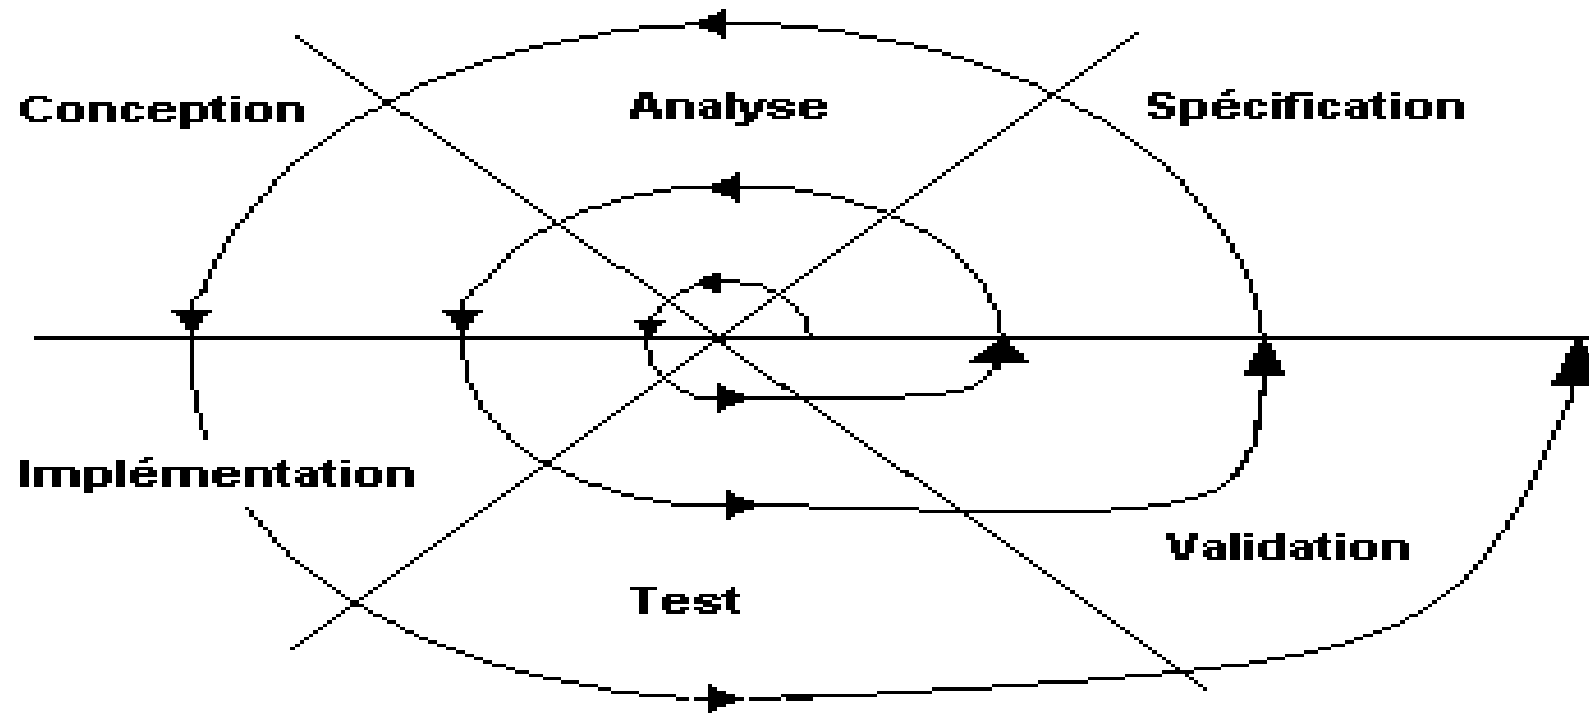 Conception
Analyse
Spécification
Implémentation
Validation
Test